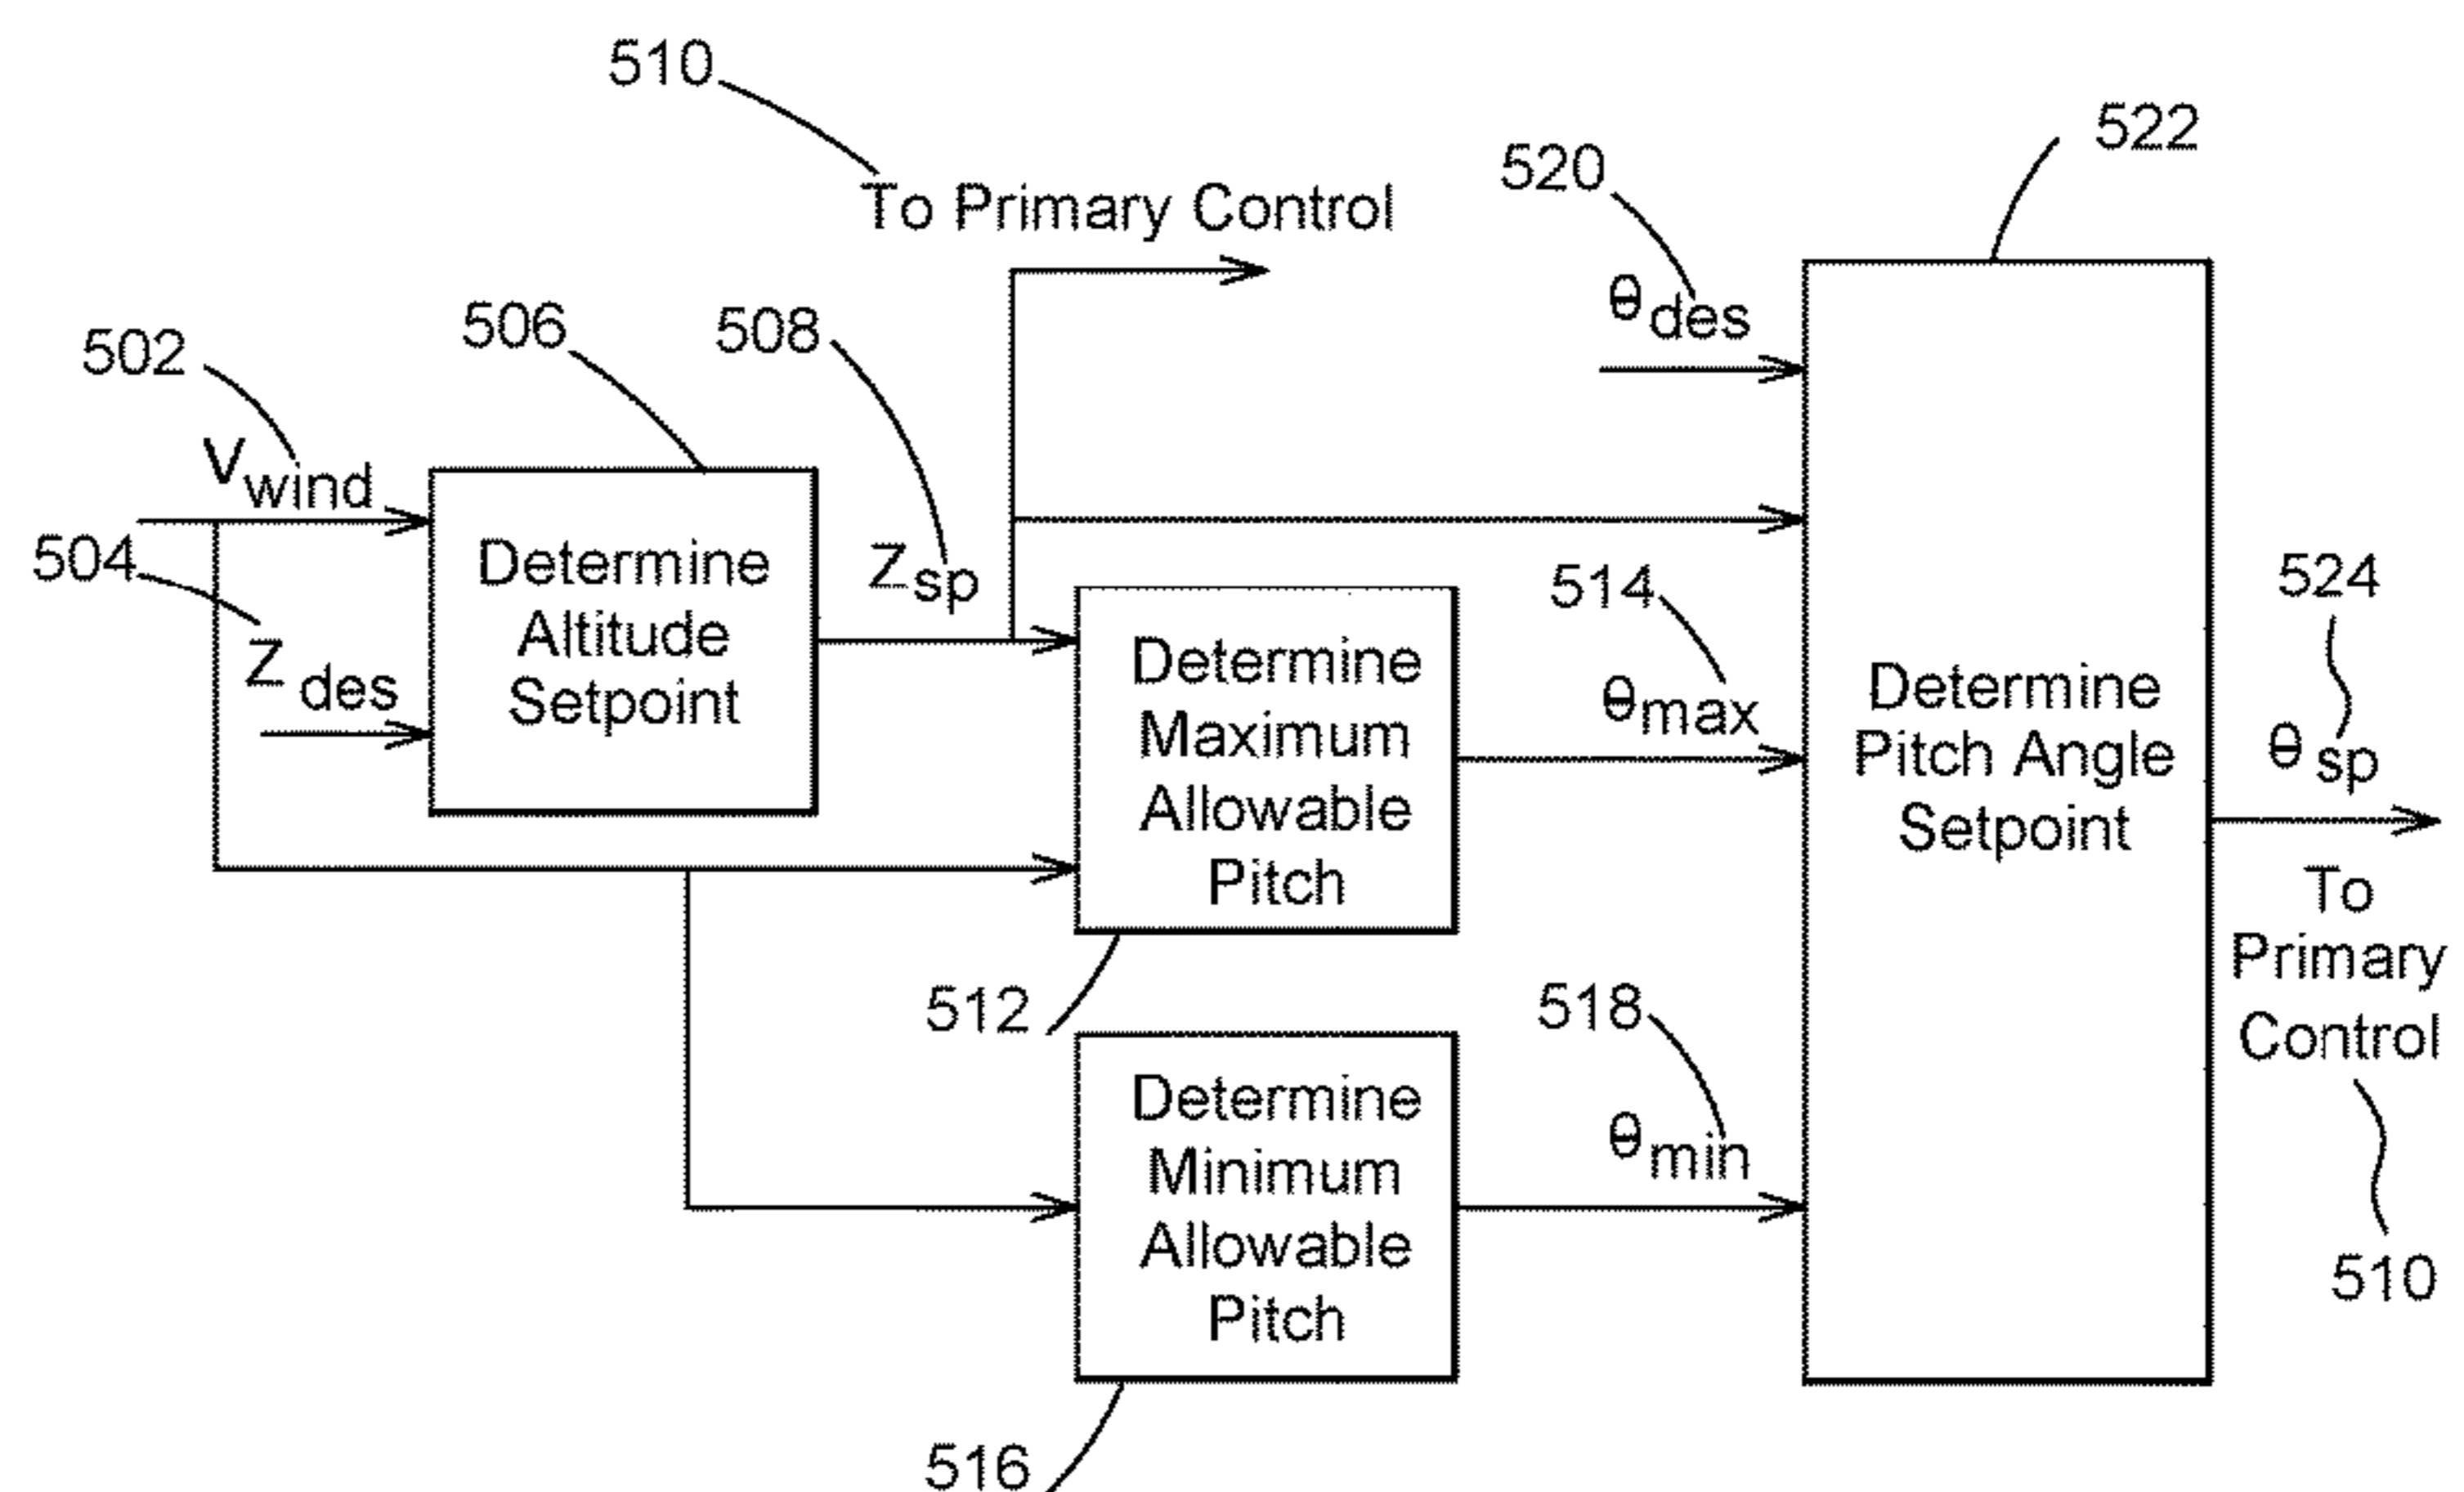 510
To Primary Control
520
522
θdes
502
506
508
Vwind
504
Zdes
Determine
Altitude
Setpoint
Zsp
514
θmax
524
θsp
Determine
Maximum
Allowable
Pitch
Determine
Pitch Angle
Setpoint
To
Primary
Control
510
512
518
θmin
Determine
Minimum
Allowable
Pitch
516